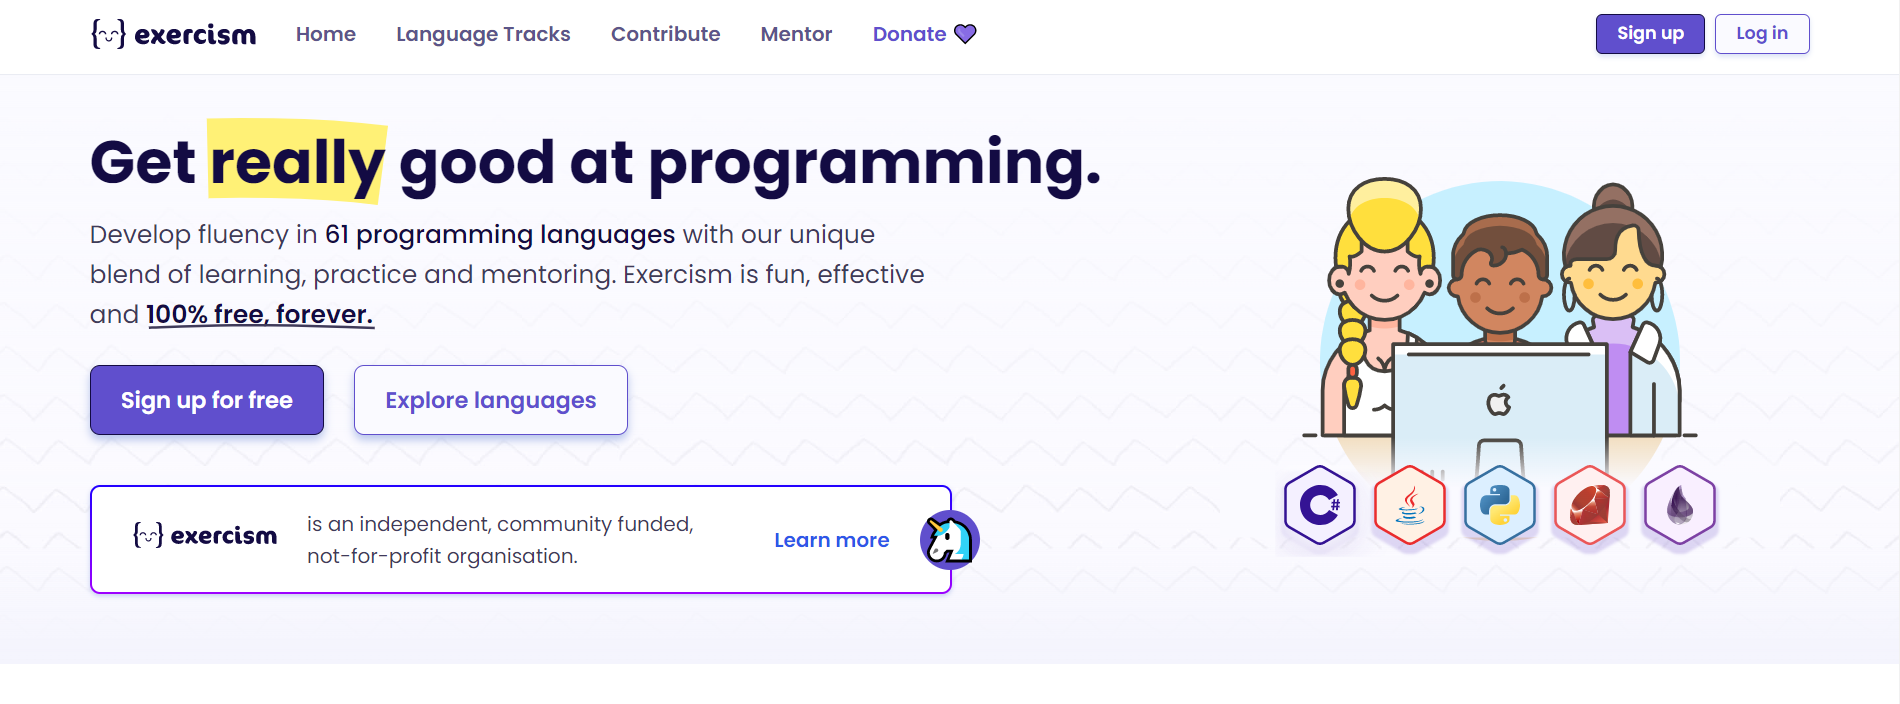 exercism Home Language Tracks Contribute Mentor Donate Sign up Log in
Get really good at programming.
Develop fluency in 61 programming languages with our unique
blend of learning, practice and mentoring. Exercism is fun, effective
and 100% free, forever.
Sign up for free Explore languages
exercism
is an independent, community funded,
not-for-profit organisation.
Learn more
C#